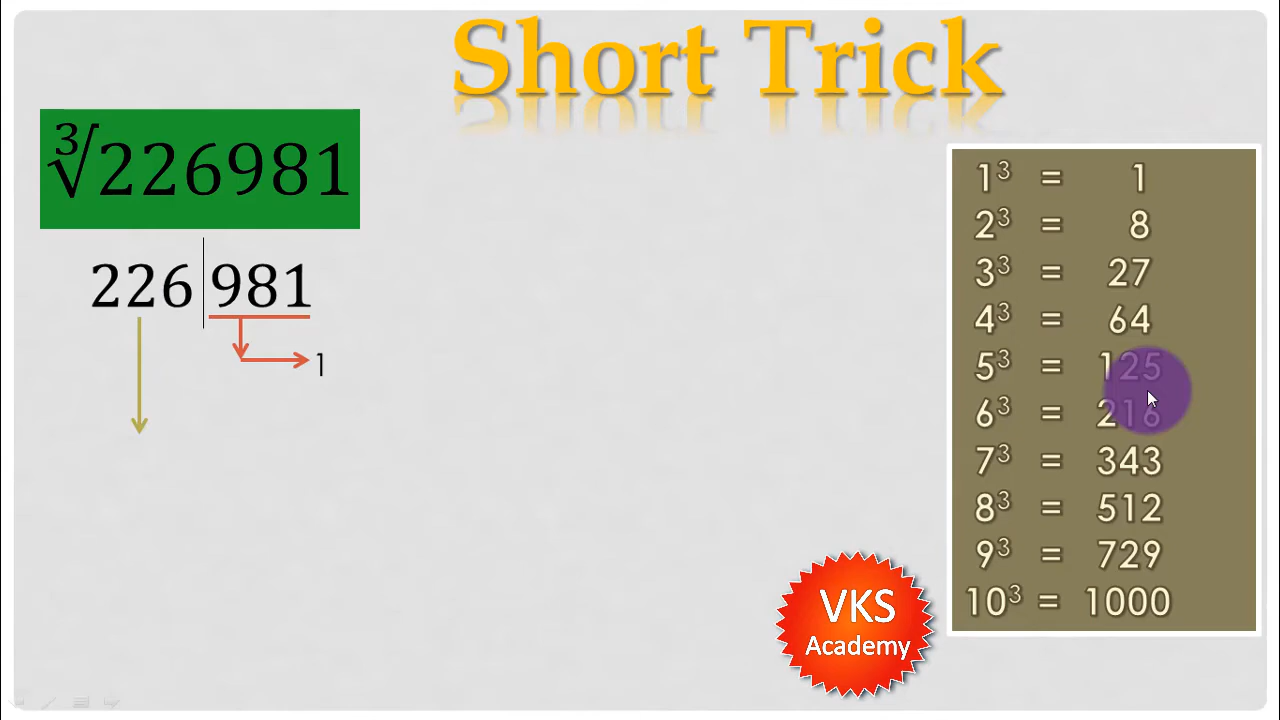 Short Trick
∛226981
226 981
1
1³ = 1
2³ = 8
3³ = 27
4³ = 64
5³ = 125
6³ = 216
7³ = 343
8³ = 512
9³ = 729
10³ = 1000
VKS
Academy